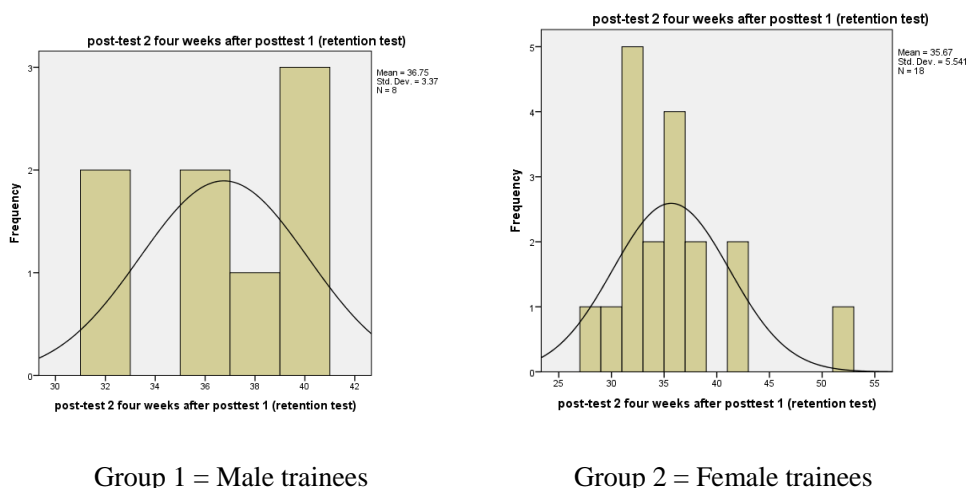 post-test 2 four weeks after posttest 1 (retention test)
Mean = 36.75
Std. Dev. = 3.37
N = 8
3
2
1
0
Frequency
30 32 34 36 38 40 42
post-test 2 four weeks after posttest 1 (retention test)
Group 1 = Male trainees
post-test 2 four weeks after posttest 1 (retention test)
Mean = 35.67
Std. Dev. = 5.541
N = 18
5
4
3
2
1
0
Frequency
25 30 35 40 45 50 55
post-test 2 four weeks after posttest 1 (retention test)
Group 2 = Female trainees